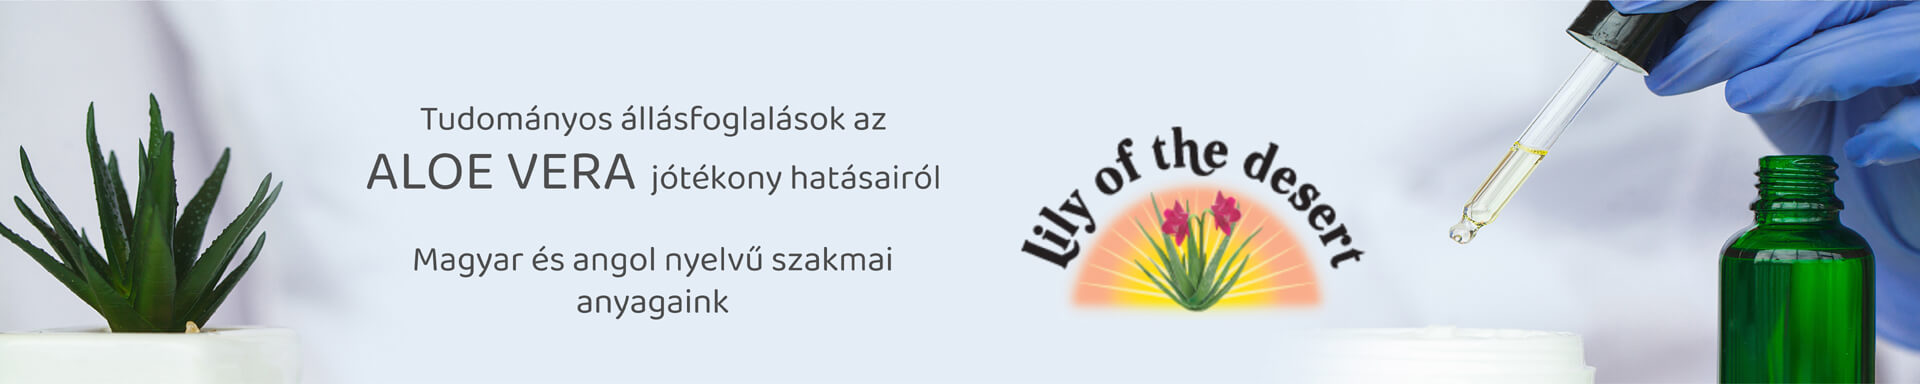 Tudományos állásfoglalások az
ALOE VERA jótékony hatásairól
Magyar és angol nyelvű szakmai
anyagaink
Lily of the desert